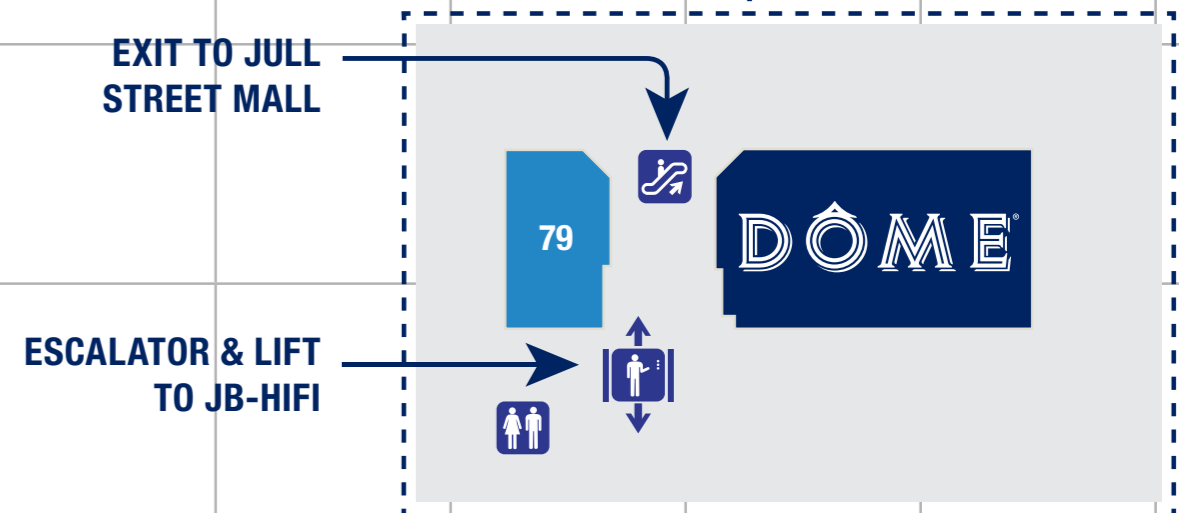 EXIT TO JULL
STREET MALL
79
DÔME®
ESCALATOR & LIFT
TO JB-HIFI